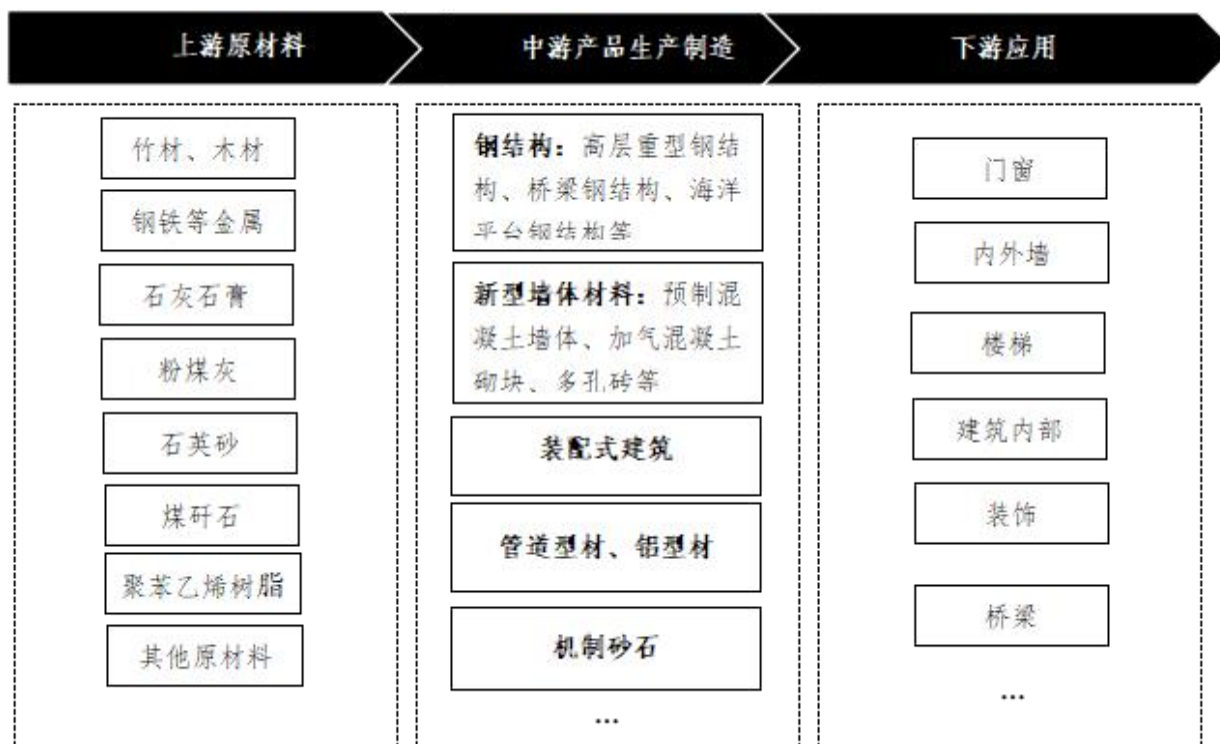 上游原材料
中游产品生产制造
下游应用
竹材、木材
钢铁等金属
石灰石膏
粉煤灰
石英砂
煤矸石
聚苯乙烯树脂
其他原材料
钢结构：高层重型钢结
构、桥梁钢结构、海洋
平台钢结构等
新型墙体材料：预制混
凝土墙体、加气混凝土
砌块、多孔砖等
装配式建筑
管道型材、铝型材
机制砂石
…
门窗
内外墙
楼梯
建筑内部
装饰
桥梁
…